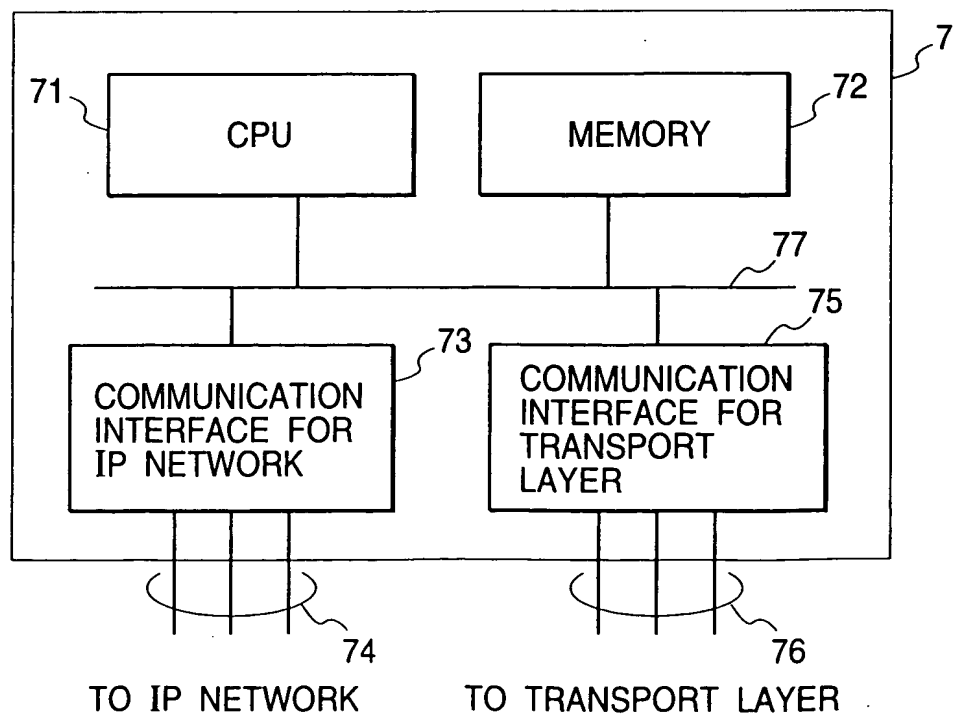 7
71
CPU
72
MEMORY
77
73
COMMUNICATION
INTERFACE FOR
IP NETWORK
75
COMMUNICATION
INTERFACE FOR
TRANSPORT
LAYER
74
76
TO IP NETWORK
TO TRANSPORT LAYER